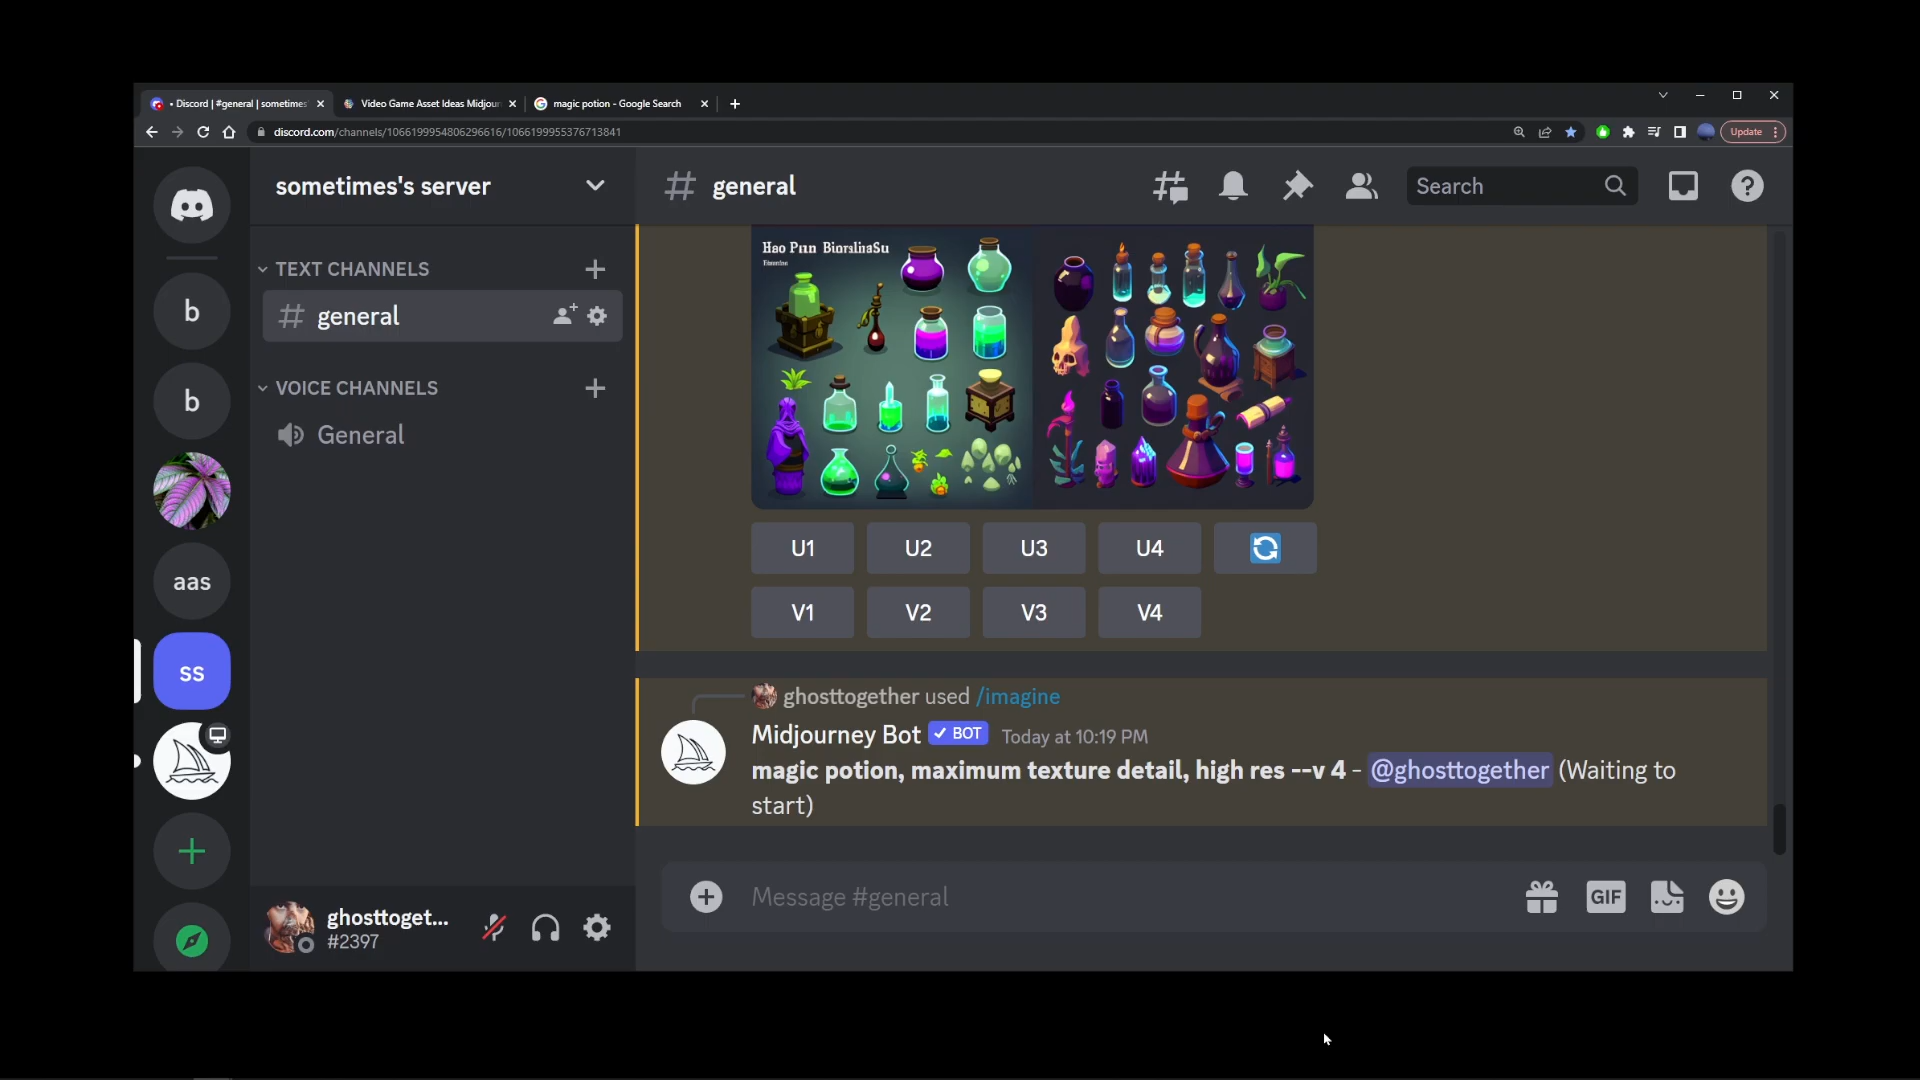 • Discord | #general | sometimes'
Video Game Asset Ideas Midjour
magic potion - Google Search
discord.com/channels/1066199954806296616/1066199955376713841
Update
sometimes's server
general
Search
TEXT CHANNELS
general
VOICE CHANNELS
General
b
b
aas
ss
U1 U2 U3 U4
V1 V2 V3 V4
ghosttogether used /imagine
Midjourney Bot ✓ BOT Today at 10:19 PM
magic potion, maximum texture detail, high res --v 4 - @ghosttogether (Waiting to
start)
Message #general
GIF
ghosttoget...
#2397